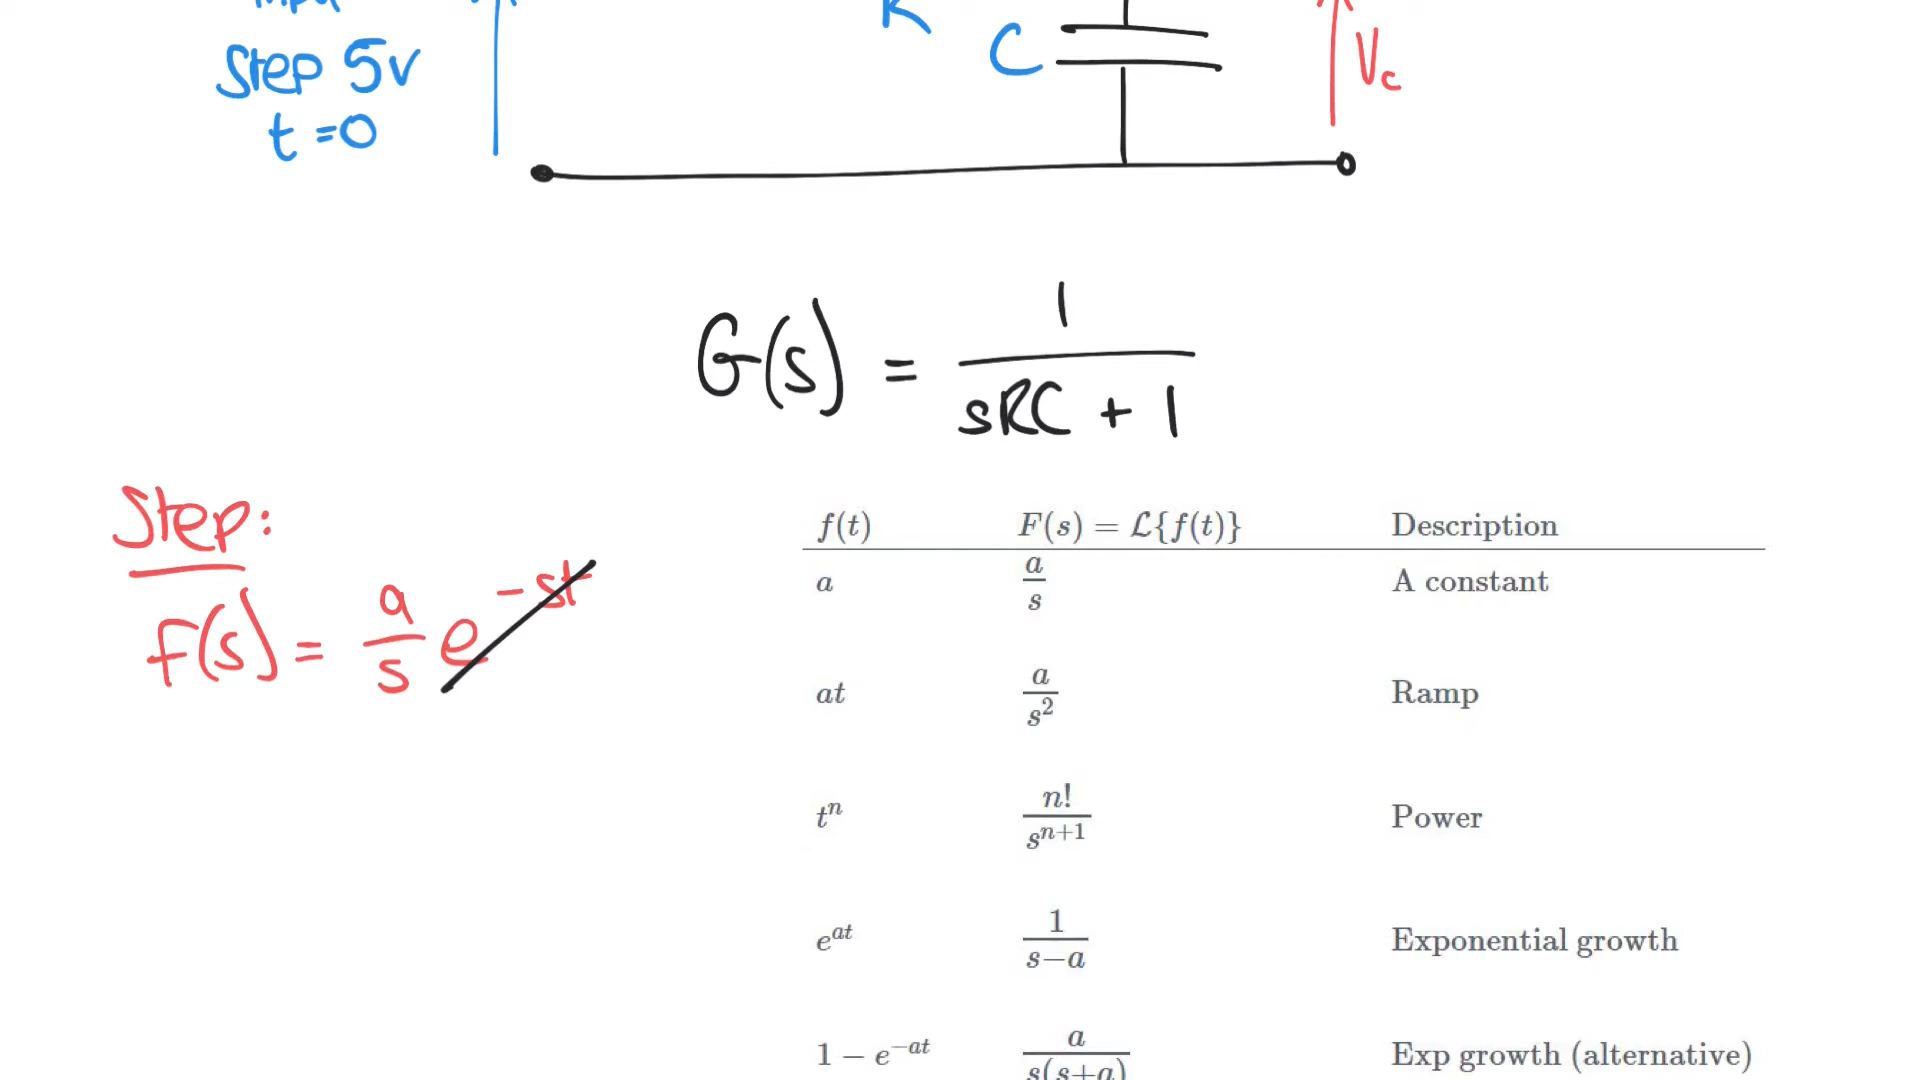 Step 5v
t = 0
R
C
Vc
G(s) = 1 / (sRC + 1)
Step:
F(s) = a/s e^-st
f(t) F(s) = ℒ{f(t)} Description
a a/s A constant
at a/s² Ramp
tⁿ n!/sⁿ⁺¹ Power
e^at 1/(s−a) Exponential growth
1 − e^−at a/(s(s+a)) Exp growth (alternative)